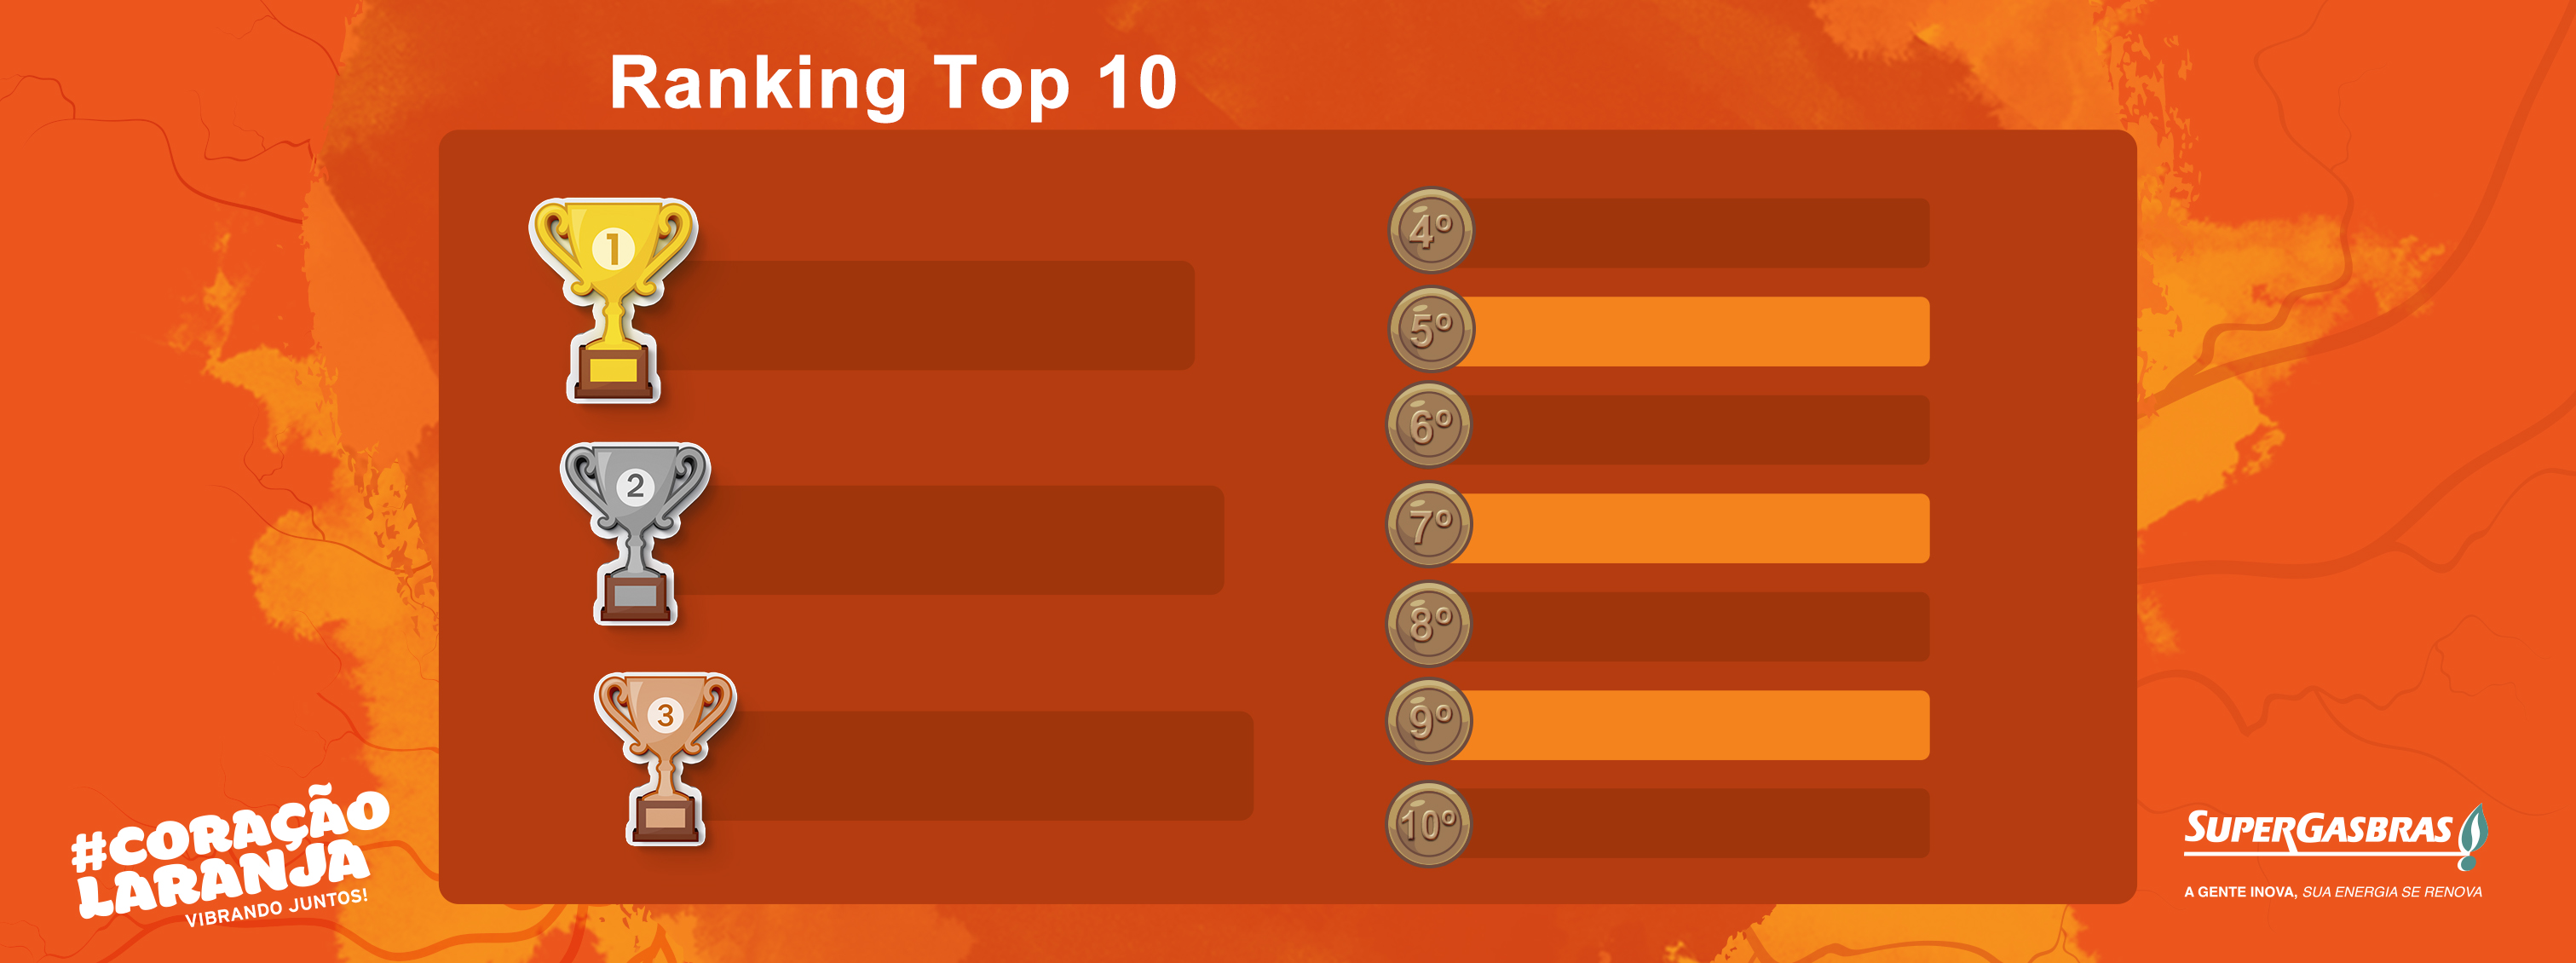 Ranking Top 10
1
2
3
4º
5º
6º
7º
8º
9º
10º
#CORAÇÃO
LARANJA
VIBRANDO JUNTOS!
SUPERGASBRAS
A GENTE INOVA, SUA ENERGIA SE RENOVA